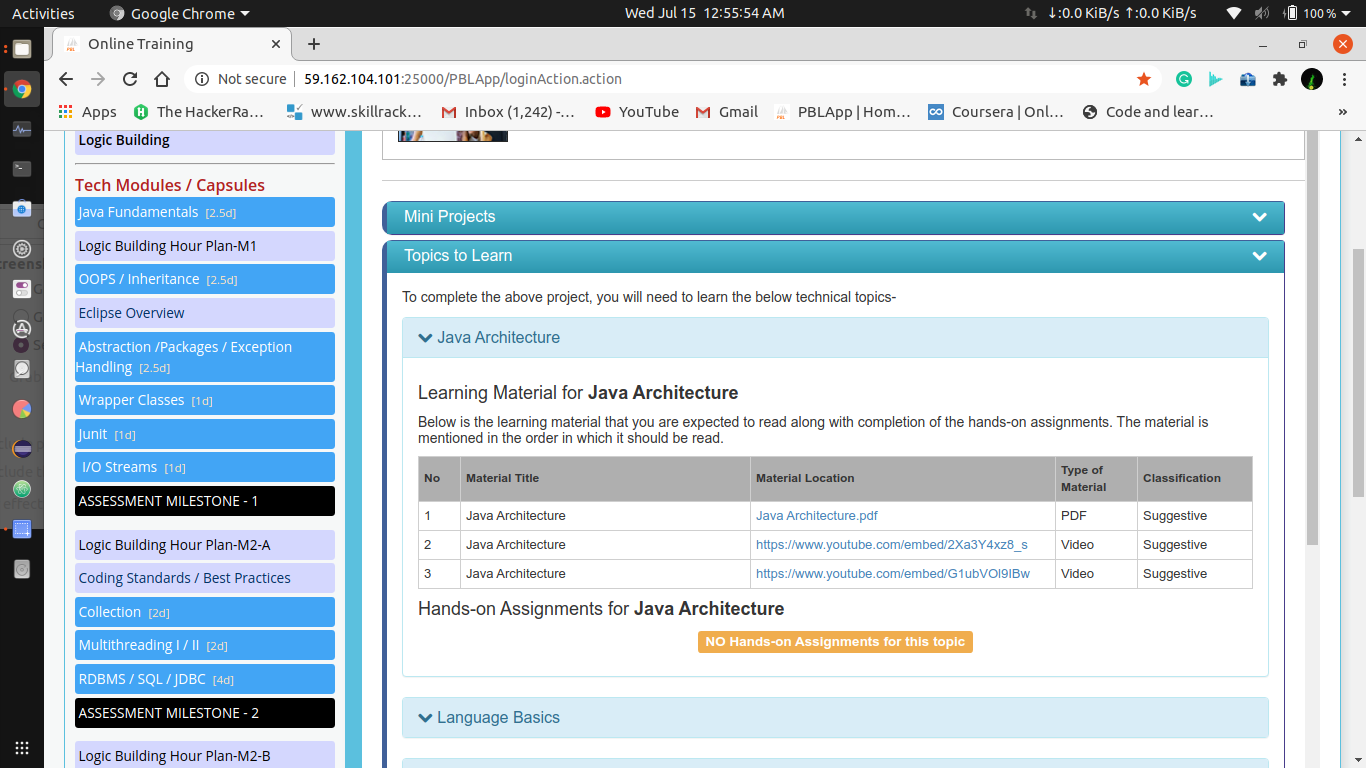 Activities
Google Chrome
Wed Jul 15 12:55:54 AM
↓:0.0 KiB/s ↑:0.0 KiB/s
100 %
Online Training
Not secure
59.162.104.101:25000/PBLApp/loginAction.action
Apps
The HackerRa…
www.skillrack…
Inbox (1,242) -…
YouTube
Gmail
PBLApp | Hom…
Coursera | Onl…
Code and lear…
»
Logic Building
Tech Modules / Capsules
Java Fundamentals [2.5d]
Logic Building Hour Plan-M1
OOPS / Inheritance [2.5d]
Eclipse Overview
Abstraction /Packages / Exception
Handling [2.5d]
Wrapper Classes [1d]
Junit [1d]
I/O Streams [1d]
ASSESSMENT MILESTONE - 1
Logic Building Hour Plan-M2-A
Coding Standards / Best Practices
Collection [2d]
Multithreading I / II [2d]
RDBMS / SQL / JDBC [4d]
ASSESSMENT MILESTONE - 2
Logic Building Hour Plan-M2-B
Mini Projects
Topics to Learn
To complete the above project, you will need to learn the below technical topics-
Java Architecture
Learning Material for Java Architecture
Below is the learning material that you are expected to read along with completion of the hands-on assignments. The material is
mentioned in the order in which it should be read.
No Material Title Material Location Type of Material Classification
1 Java Architecture Java Architecture.pdf PDF Suggestive
2 Java Architecture https://www.youtube.com/embed/2Xa3Y4xz8_s Video Suggestive
3 Java Architecture https://www.youtube.com/embed/G1ubVOl9IBw Video Suggestive
Hands-on Assignments for Java Architecture
NO Hands-on Assignments for this topic
Language Basics